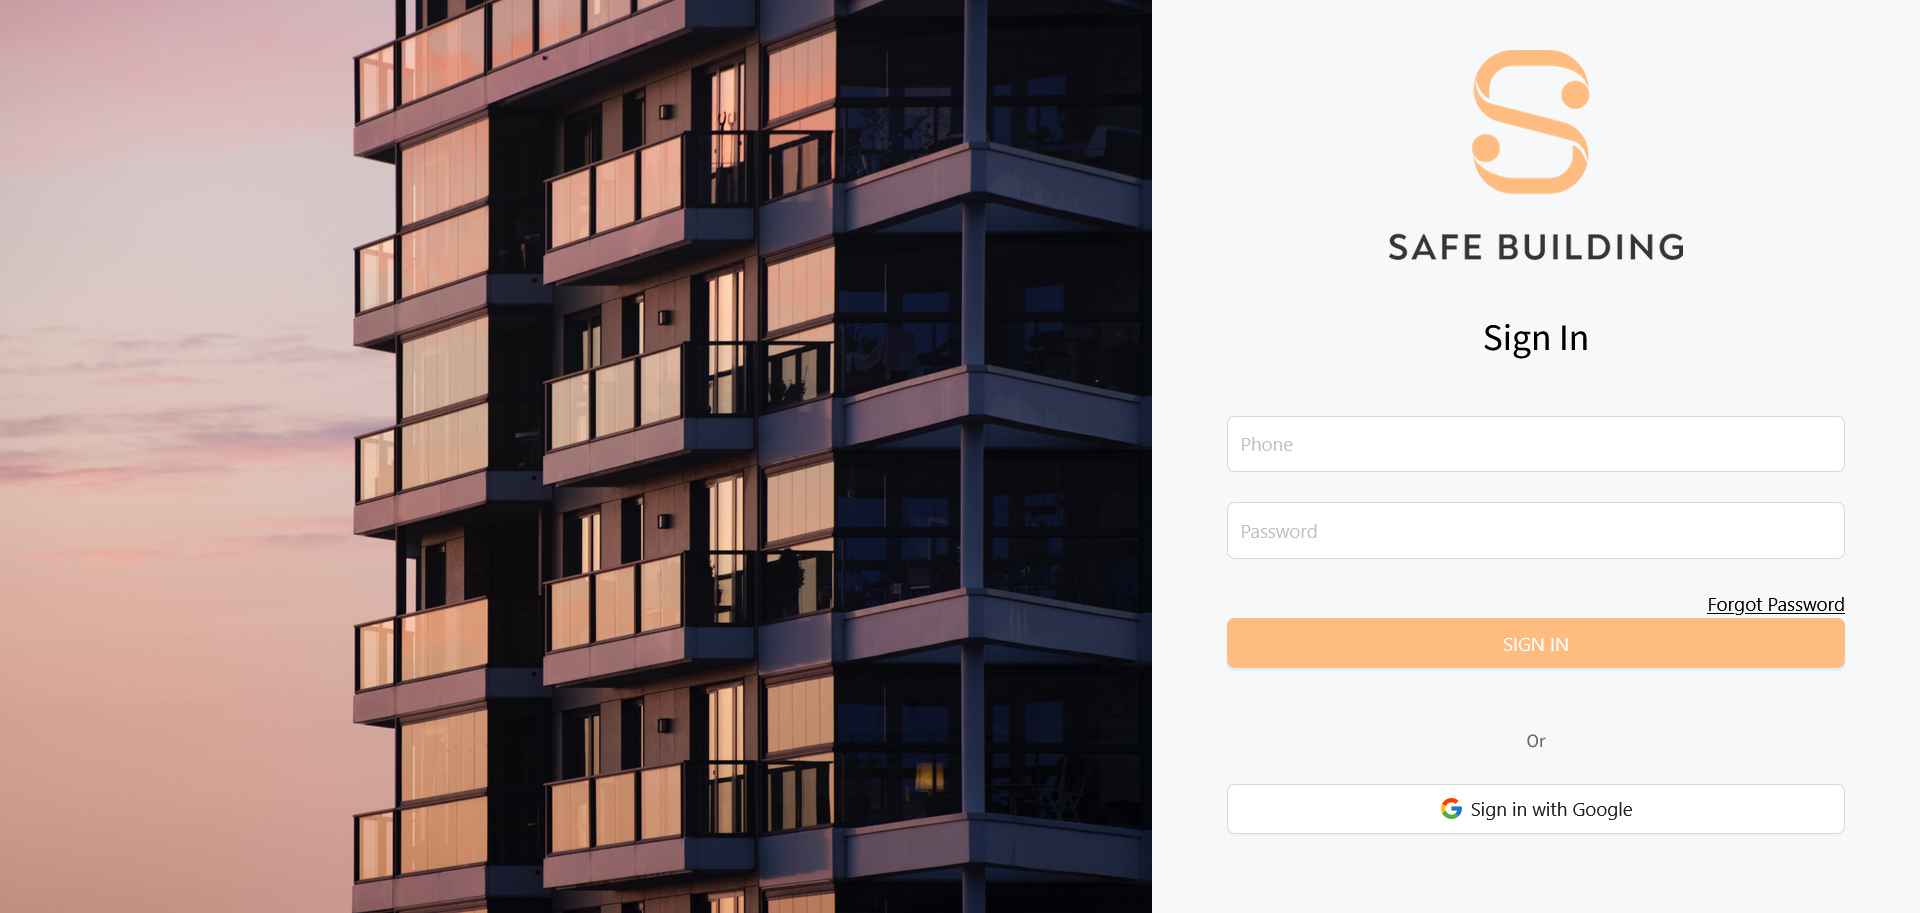 SAFE BUILDING
Sign In
Phone
Password
Forgot Password
SIGN IN
Or
Sign in with Google